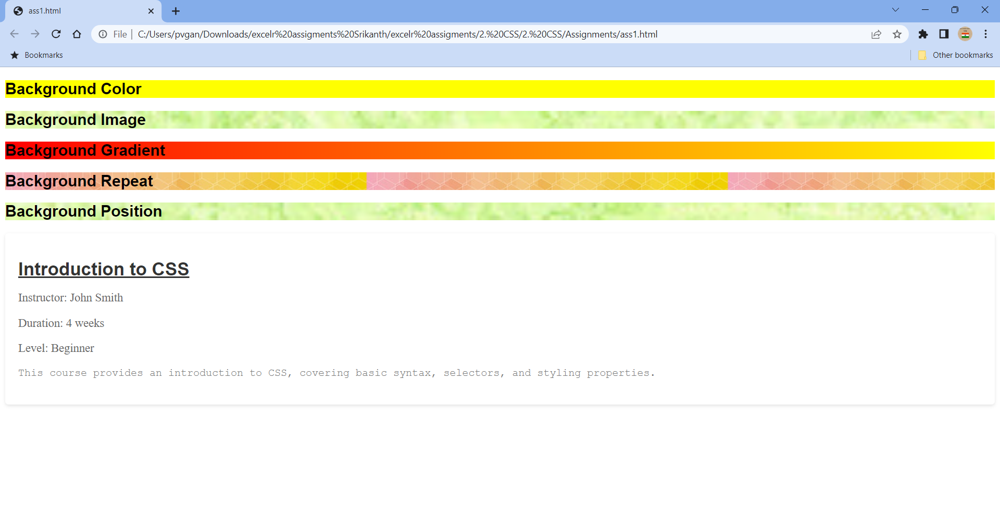 ass1.html
File
C:/Users/pvgan/Downloads/excelr%20assigments%20Srikanth/excelr%20assigments/2.%20CSS/2.%20CSS/Assignments/ass1.html
Bookmarks
Other bookmarks
Background Color
Background Image
Background Gradient
Background Repeat
Background Position
Introduction to CSS
Instructor: John Smith
Duration: 4 weeks
Level: Beginner
This course provides an introduction to CSS, covering basic syntax, selectors, and styling properties.